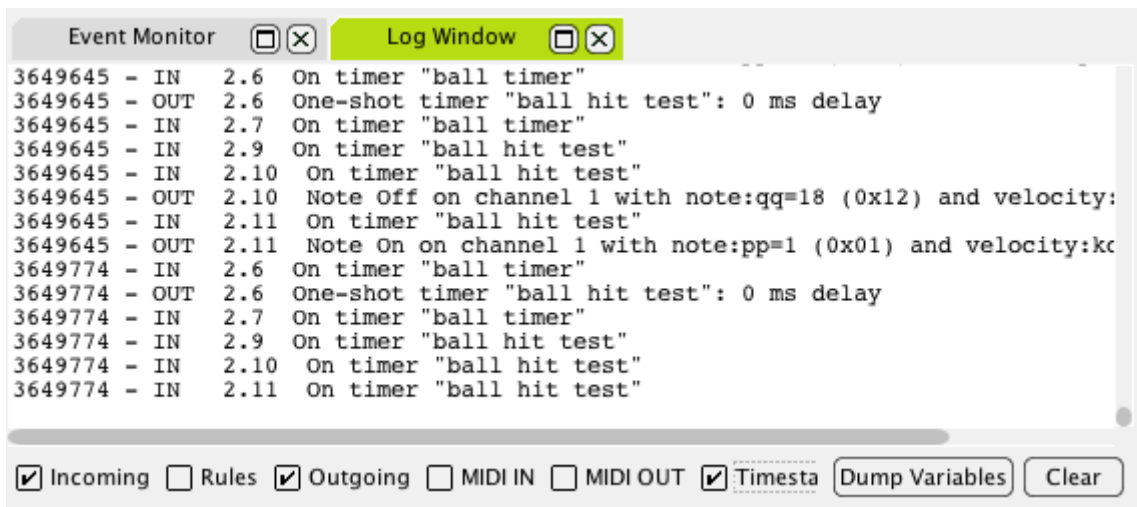 Event Monitor Log Window
3649645 - IN 2.6 On timer "ball timer"
3649645 - OUT 2.6 One-shot timer "ball hit test": 0 ms delay
3649645 - IN 2.7 On timer "ball timer"
3649645 - IN 2.9 On timer "ball hit test"
3649645 - IN 2.10 On timer "ball hit test"
3649645 - OUT 2.10 Note Off on channel 1 with note:qq=18 (0x12) and velocity:
3649645 - IN 2.11 On timer "ball hit test"
3649645 - OUT 2.11 Note On on channel 1 with note:pp=1 (0x01) and
3649774 - IN 2.6 On timer "ball timer"
3649774 - OUT 2.6 One-shot timer "ball hit test": 0 ms delay
3649774 - IN 2.7 On timer "ball timer"
3649774 - IN 2.9 On timer "ball hit test"
3649774 - IN 2.10 On timer "ball hit test"
3649774 - IN 2.11 On timer "ball hit test"
Incoming Rules Outgoing MIDI IN MIDI OUT Timesta Dump Variables Clear